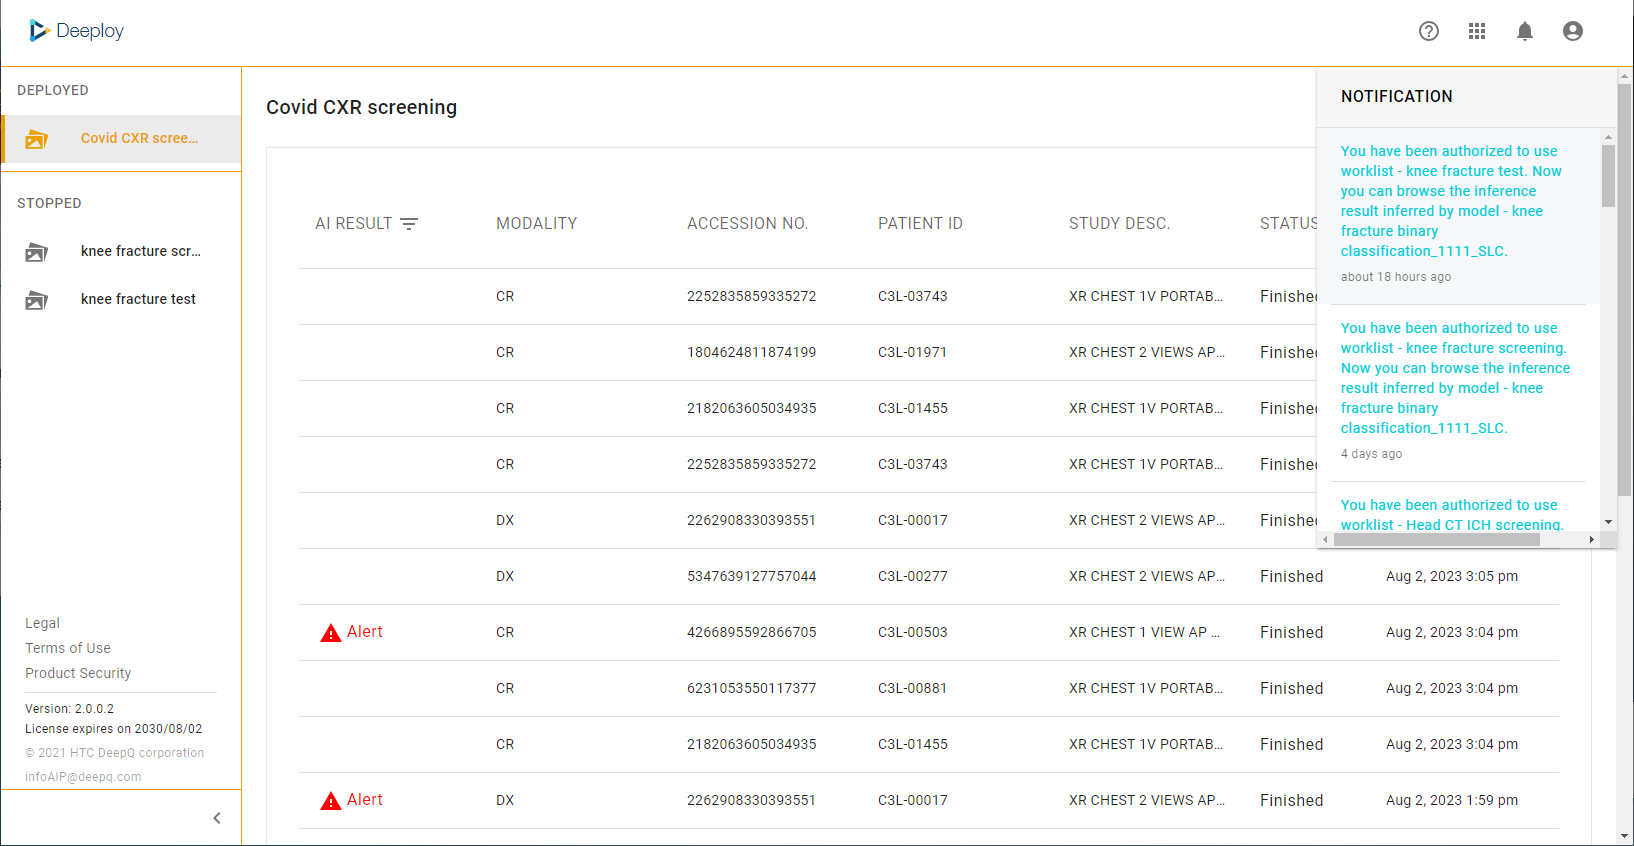 Deeploy
DEPLOYED
Covid CXR scree...
STOPPED
knee fracture scr...
knee fracture test
Legal
Terms of Use
Product Security
Version: 2.0.0.2
License expires on 2030/08/02
© 2021 HTC DeepQ corporation
infoAIP@deepq.com
Covid CXR screening
AI RESULT MODALITY ACCESSION NO. PATIENT ID STUDY DESC. STATUS
CR 2252835859335272 C3L-03743 XR CHEST 1V PORTAB... Finished
CR 1804624811874199 C3L-01971 XR CHEST 2 VIEWS AP... Finished
CR 2182063605034935 C3L-01455 XR CHEST 1V PORTAB... Finished
CR 2252835859335272 C3L-03743 XR CHEST 1V PORTAB... Finished
DX 2262908330393551 C3L-00017 XR CHEST 2 VIEWS AP... Finished
DX 5347639127757044 C3L-00277 XR CHEST 2 VIEWS AP... Finished Aug 2, 2023 3:05 pm
Alert CR 4266895592866705 C3L-00503 XR CHEST 1 VIEW AP ... Finished Aug 2, 2023 3:04 pm
CR 6231053550117377 C3L-00881 XR CHEST 1V PORTAB... Finished Aug 2, 2023 3:04 pm
CR 2182063605034935 C3L-01455 XR CHEST 1V PORTAB... Finished Aug 2, 2023 3:04 pm
Alert DX 2262908330393551 C3L-00017 XR CHEST 2 VIEWS AP... Finished Aug 2, 2023 1:59 pm
NOTIFICATION
You have been authorized to use
worklist - knee fracture test. Now
you can browse the inference
result inferred by model - knee
fracture binary
classification_1111_SLC.
about 18 hours ago
You have been authorized to use
worklist - knee fracture screening.
Now you can browse the inference
result inferred by model - knee
fracture binary
classification_1111_SLC.
4 days ago
You have been authorized to use
worklist - Head CT ICH screening.